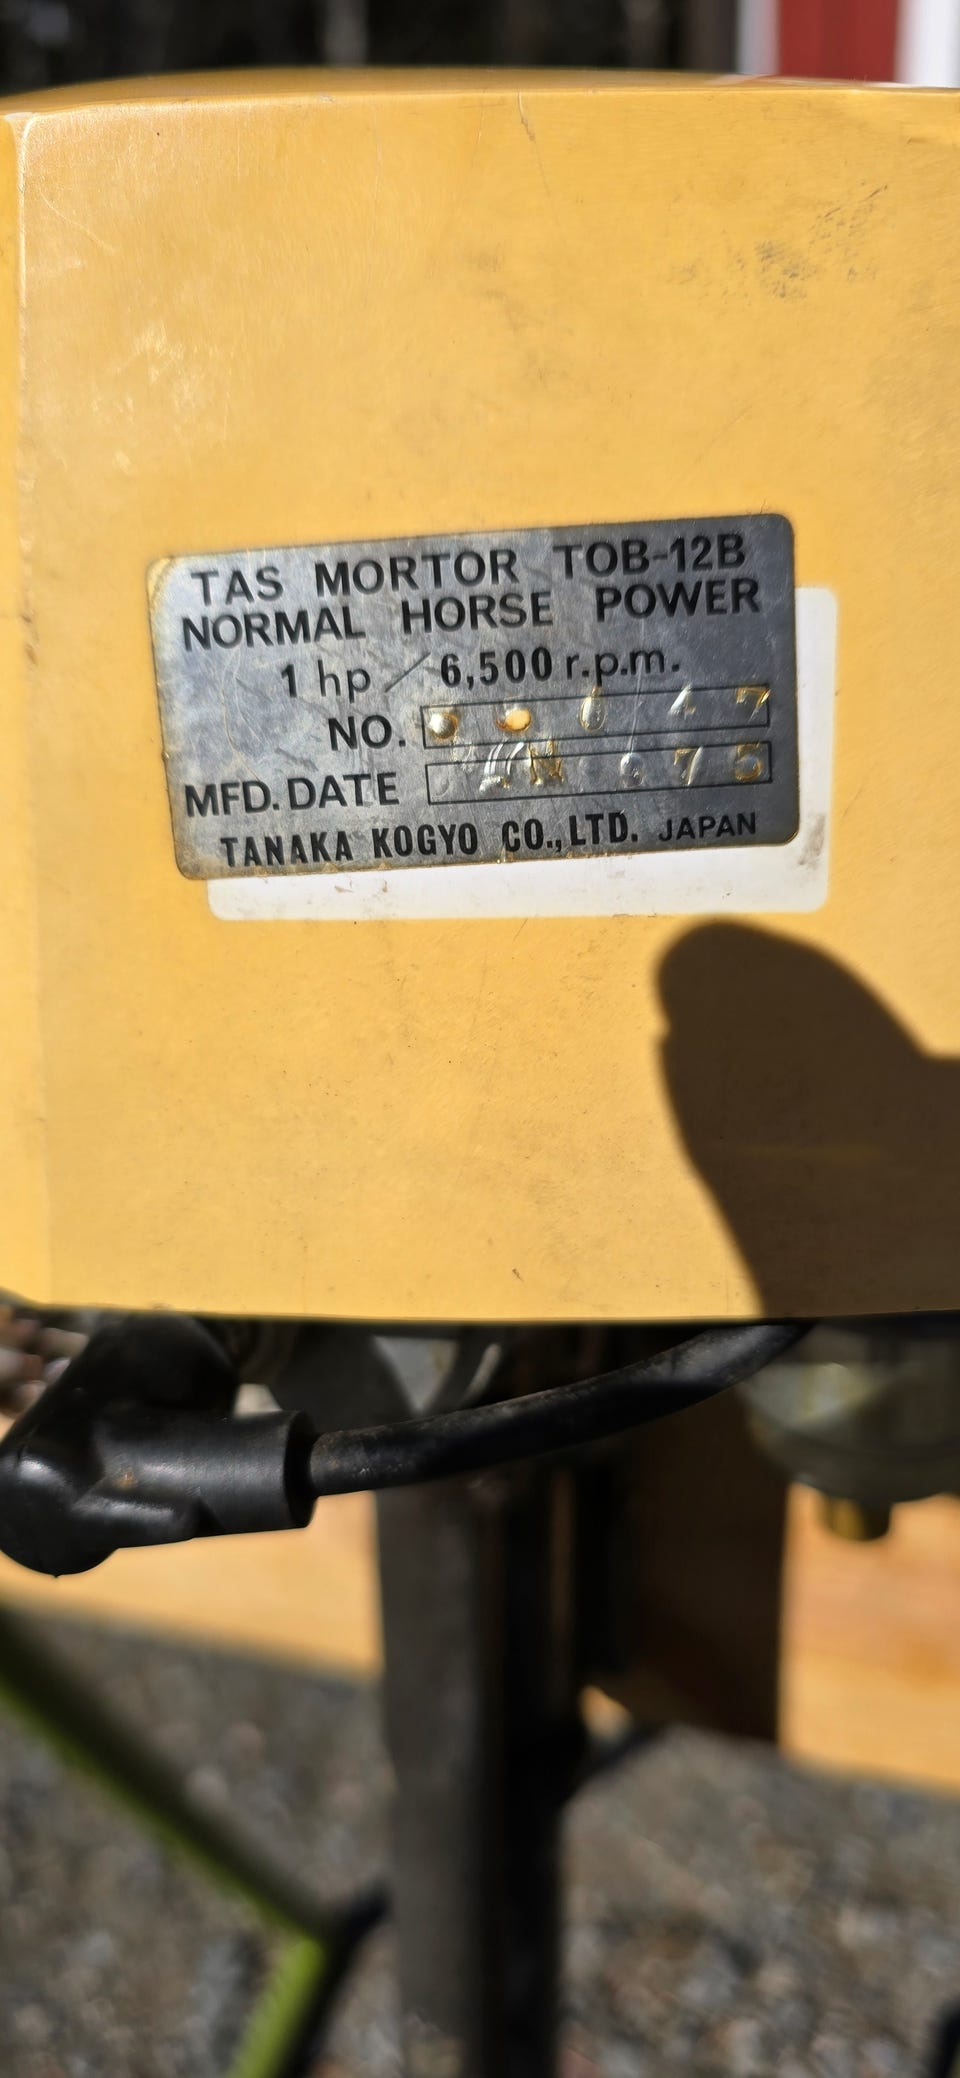 TAS MORTOR TOB-12B
NORMAL HORSE POWER
1 hp / 6,500 r.p.m.
NO.
MFD. DATE
TANAKA KOGYO CO., LTD. JAPAN